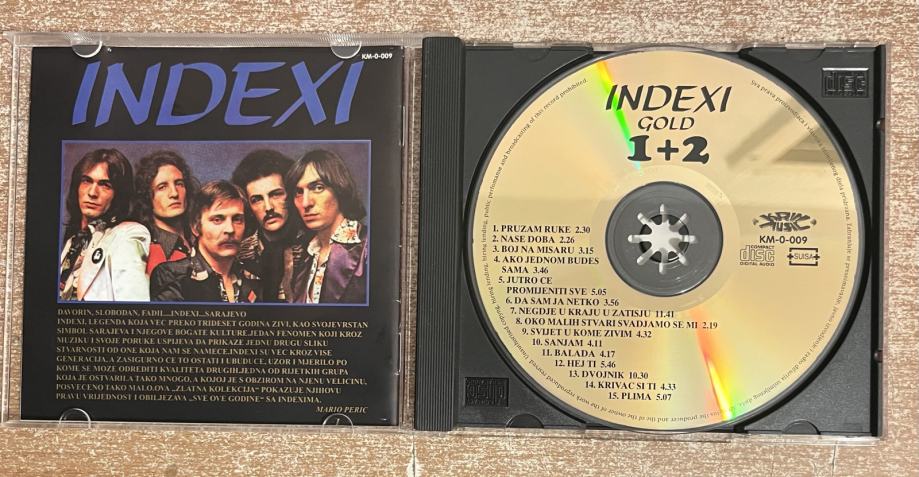 KM-0-009
INDEXI
DAVORIN, SLOBODAN, FADIL....INDEXI...SARAJEVO
INDEXI, LEGENDA KOJA VEC PREKO TRIDESET GODINA ZIVI, KAO SVOJEVRSTAN
SIMBOL SARAJEVA I NJEGOVE BOGATE KULTURE.JEDAN FENOMEN KOJI KROZ
MUZIKU I SVOJE PORUKE USPIJEVA DA PRIKAZE JEDNU DRUGU SLIKU
STVARNOSTI OD ONE KOJA NAM SE NAMECE.INDEXI SU VEC KROZ VISE
GENERACIJA,A ZASIGURNO CE TO OSTATI I UBUDUCE, UZOR I MJERILO PO
KOME SE MOZE ODREDITI KVALITETA DRUGIH.JEDNA OD RIJETKIH GRUPA
KOJA JE OSTVARILA TAKO MNOGO, A KOJOJ JE S OBZIROM NA NJENU VELICINU,
POSVECENO TAKO MALO.OVA „ZLATNA KOLEKCIJA" POKAZUJE NJIHOVU
PRAVU VRIJEDNOST I OBILJEZAVA „SVE OVE GODINE" SA INDEXIMA.
MARIO PERIC
INDEXI
GOLD
1+2
1. PRUZAM RUKE 2.30
2. NASE DOBA 2.26
3. BOJ NA MISARU 3.15
4. AKO JEDNOM BUDES
SAMA 3.46
5. JUTRO CE
PROMIJENITI SVE 5.05
6. DA SAM JA NETKO 3.56
7. NEGDJE U KRAJU U ZATISJU 11.41
8. OKO MALIH STVARI SVADJAMO SE MI 2.19
9. SVIJET U KOME ZIVIM 4.32
10. SANJAM 4.11
11. BALADA 4.17
12. HEJ TI 5.46
13. DVOJNIK 10.30
14. KRIVAC SI TI 4.33
15. PLIMA 5.07
MUSIC
KM-0-009
COMPACT
disc
DIGITAL AUDIO
SUISA
disc